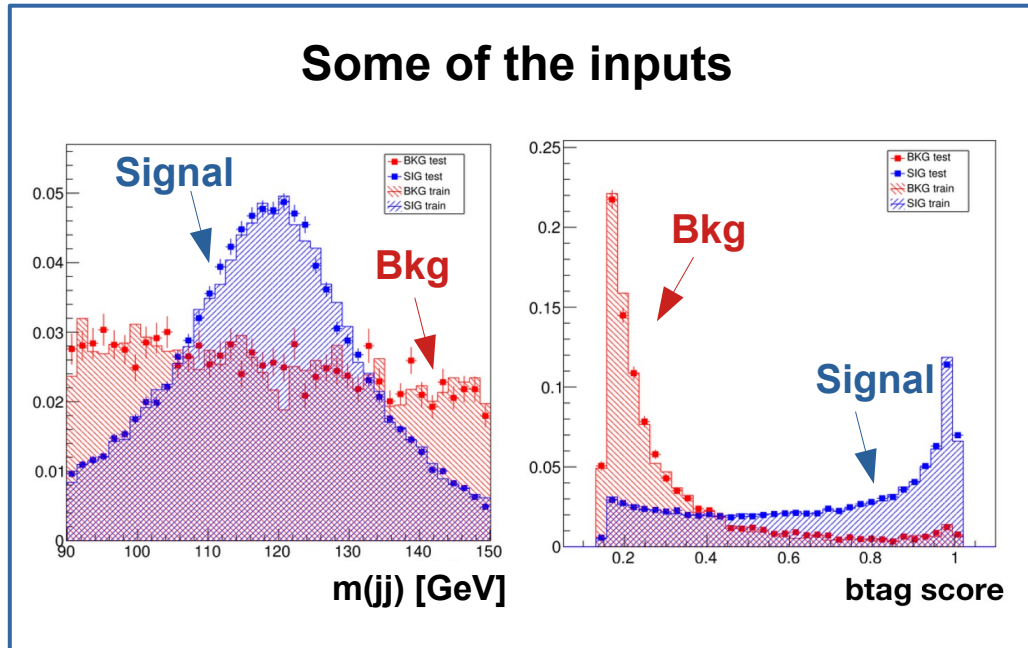 Some of the inputs
Signal
Bkg
BKG test
SIG test
BKG train
SIG train
0.05
0.04
0.03
0.02
0.01
0
90 100 110 120 130 140 150
m(jj) [GeV]
Bkg
Signal
BKG test
SIG test
BKG train
SIG train
0.25
0.2
0.15
0.1
0.05
0
0.2 0.4 0.6 0.8 1
btag score